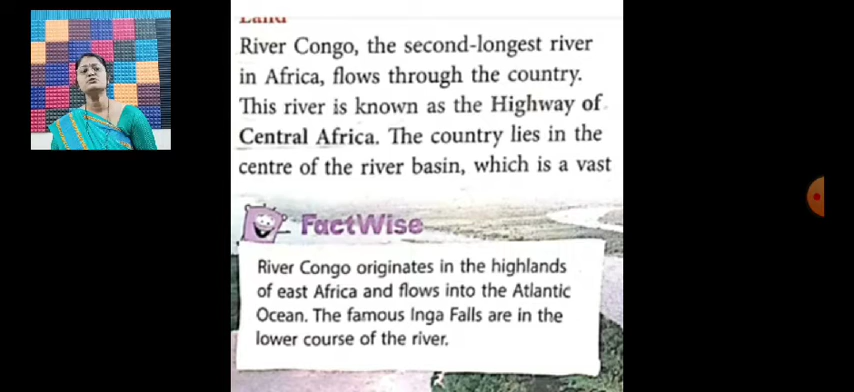 Land
River Congo, the second-longest river
in Africa, flows through the country.
This river is known as the Highway of
Central Africa. The country lies in the
centre of the river basin, which is a vast
FactWise
River Congo originates in the highlands
of east Africa and flows into the Atlantic
Ocean. The famous Inga Falls are in the
lower course of the river.